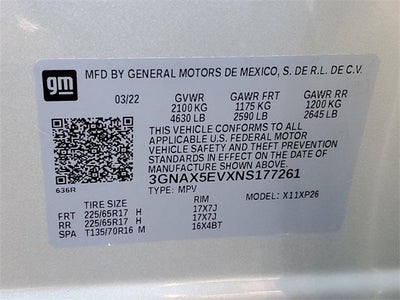 gm MFD BY GENERAL MOTORS DE MEXICO, S. DE R.L. DE C.V.
03/22 GVWR GAWR FRT GAWR RR
2100 KG 1175 KG 1200 KG
4630 LB 2590 LB 2645 LB
THIS VEHICLE CONFORMS TO ALL
APPLICABLE U.S. FEDERAL MOTOR
VEHICLE SAFETY AND THEFT PREVENTION
STANDARDS IN EFFECT ON THE DATE OF
MANUFACTURE SHOWN ABOVE.
3GNAX5EVXNS177261
636R TYPE: MPV MODEL: X11XP26
TIRE SIZE RIM
FRT 225/65R17 H 17X7J
RR 225/65R17 H 17X7J
SPA T135/70R16 M 16X4BT